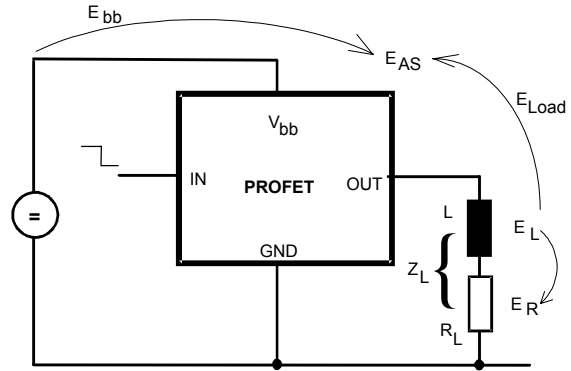 E bb
E AS
E Load
V bb
IN
PROFET
OUT
=
L
E L
GND
Z L
{
E R
R L